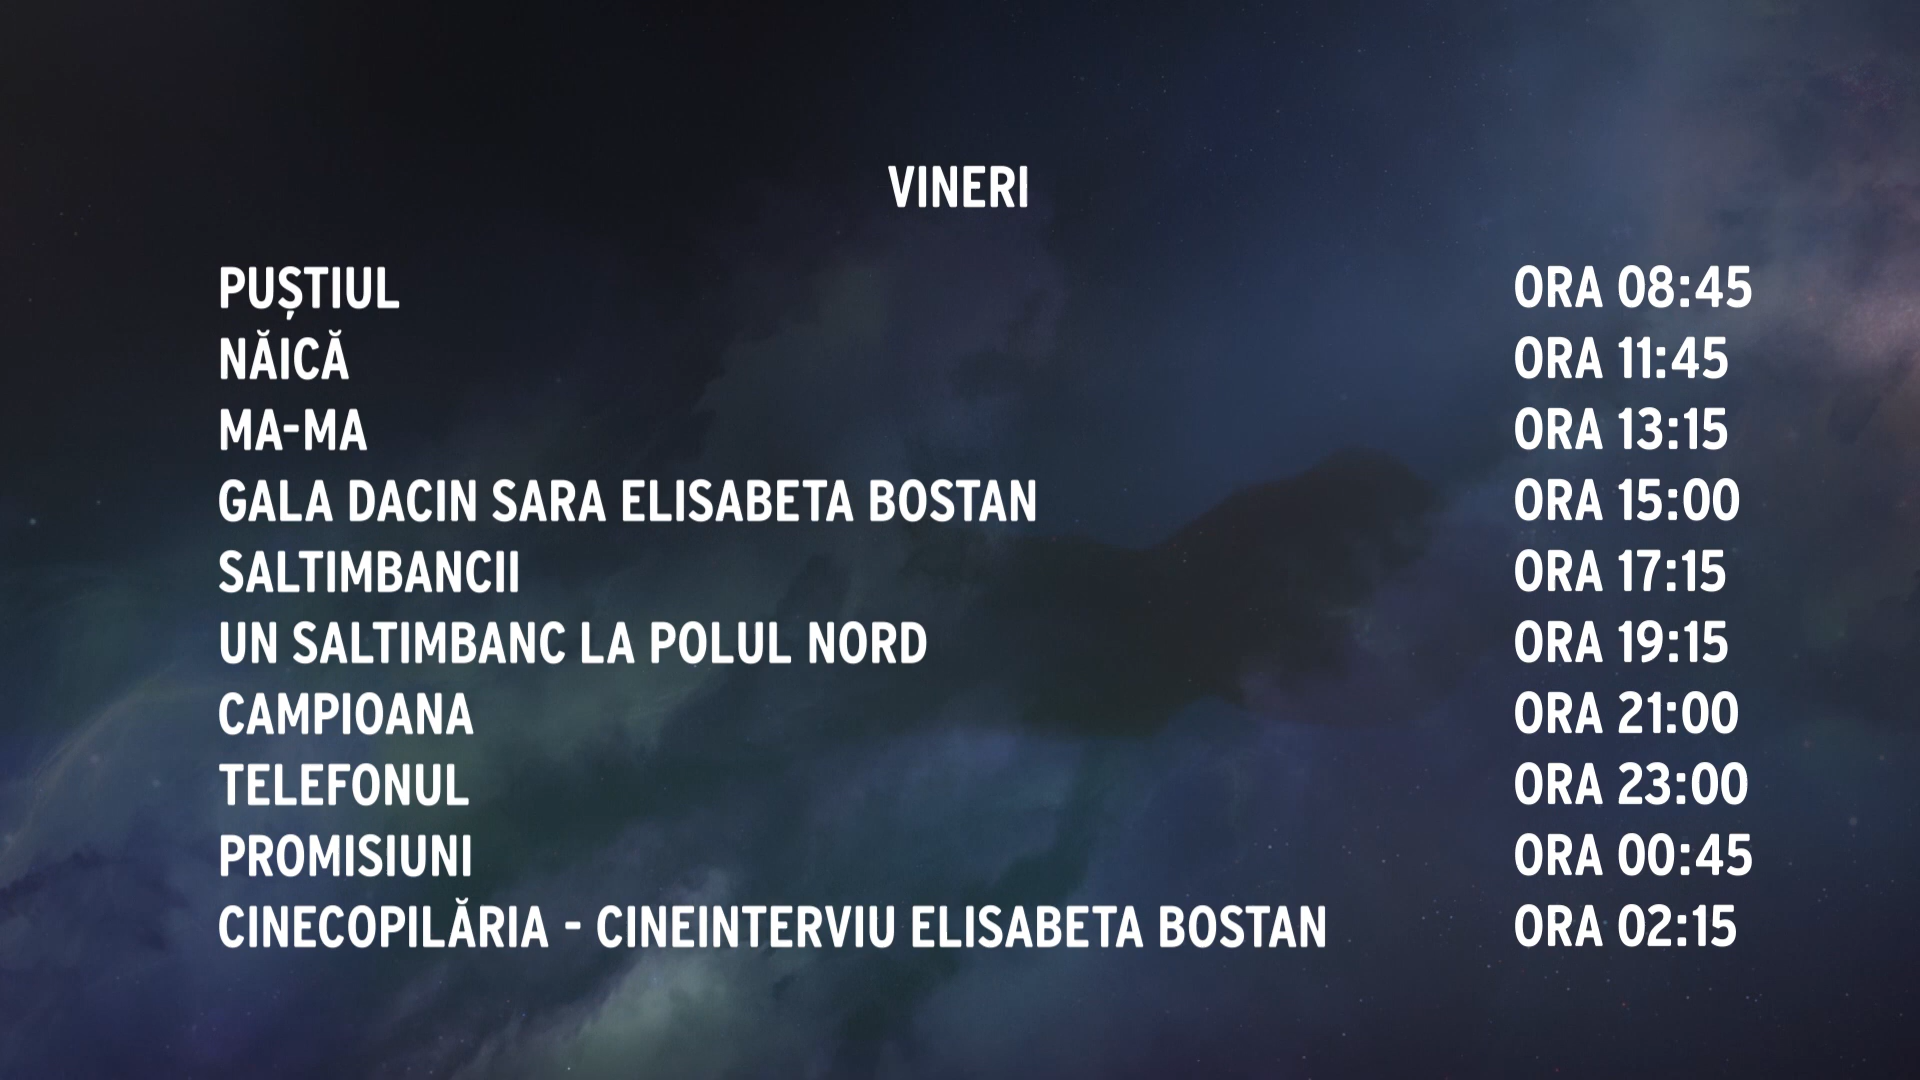 VINERI
PUȘTIUL ORA 08:45
NĂICĂ ORA 11:45
MA-MA ORA 13:15
GALA DACIN SARA ELISABETA BOSTAN ORA 15:00
SALTIMBANCII ORA 17:15
UN SALTIMBANC LA POLUL NORD ORA 19:15
CAMPIOANA ORA 21:00
TELEFONUL ORA 23:00
PROMISIUNI ORA 00:45
CINECOPILĂRIA - CINEINTERVIU ELISABETA BOSTAN ORA 02:15